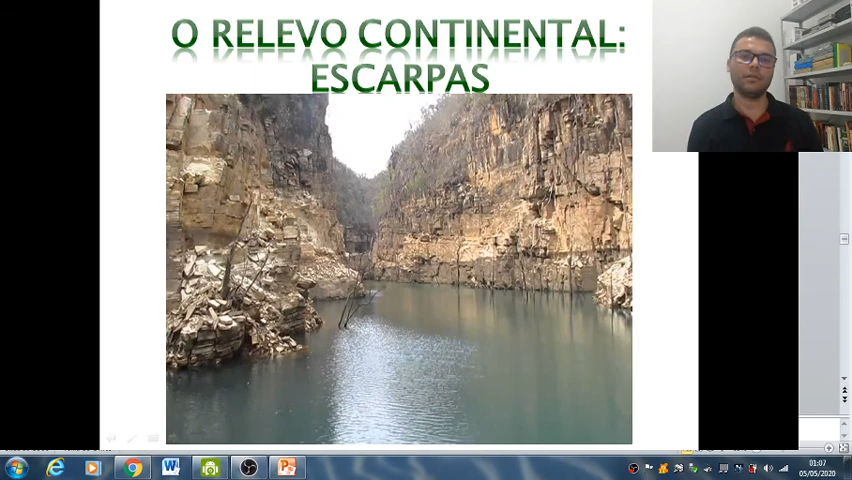 O RELEVO CONTINENTAL:
ESCARPAS
01:07
05/05/2020